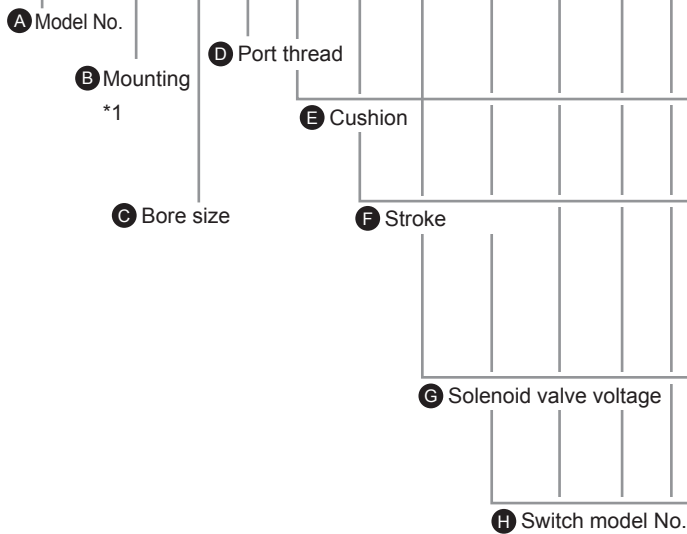 A Model No.
D Port thread
B Mounting
*1
E Cushion
C Bore size
F Stroke
G Solenoid valve voltage
H Switch model No.